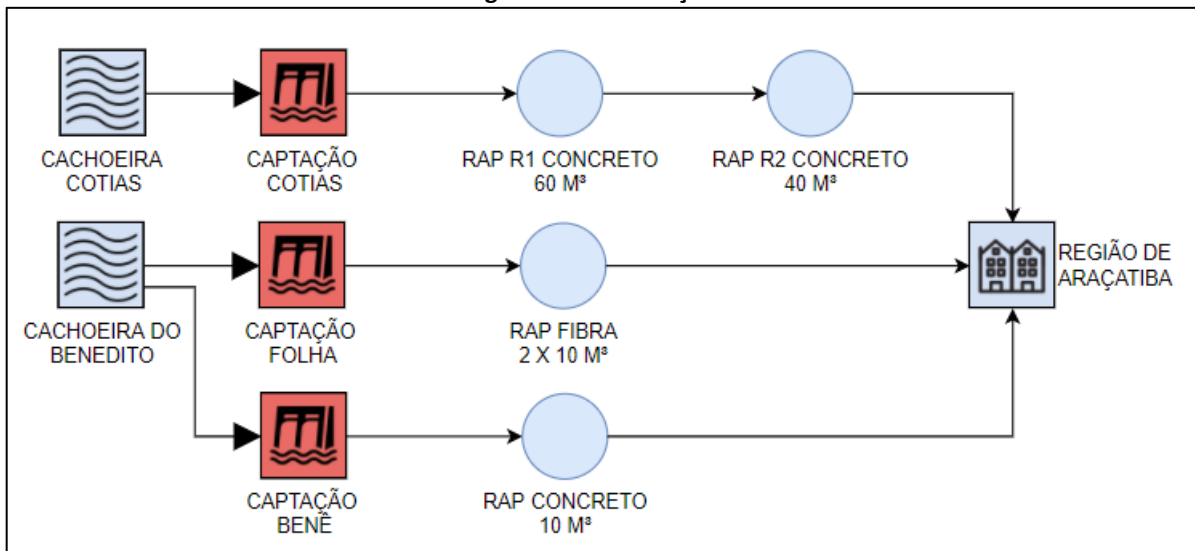 CACHOEIRA
COTIAS
CAPTAÇÃO
COTIAS
RAP R1 CONCRETO
60 M³
RAP R2 CONCRETO
40 M³
CACHOEIRA DO
BENEDITO
CAPTAÇÃO
FOLHA
RAP FIBRA
2 X 10 M³
REGIÃO DE
ARAÇATIBA
CAPTAÇÃO
BENÊ
RAP CONCRETO
10 M³